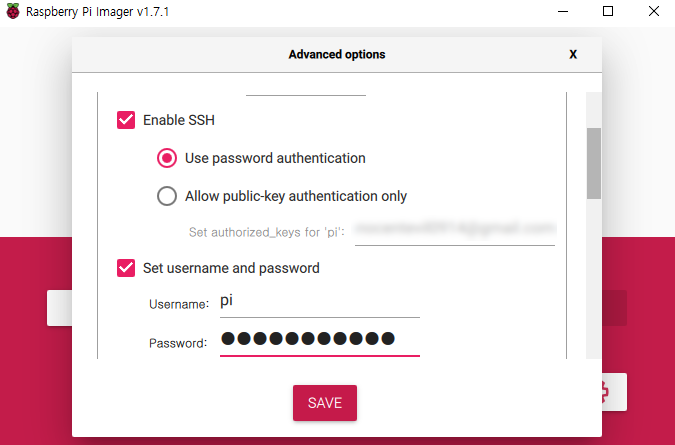 Raspberry Pi Imager v1.7.1
Advanced options X
Enable SSH
Use password authentication
Allow public-key authentication only
Set authorized_keys for 'pi':
Set username and password
Username: pi
Password: ●●●●●●●●●●●
SAVE